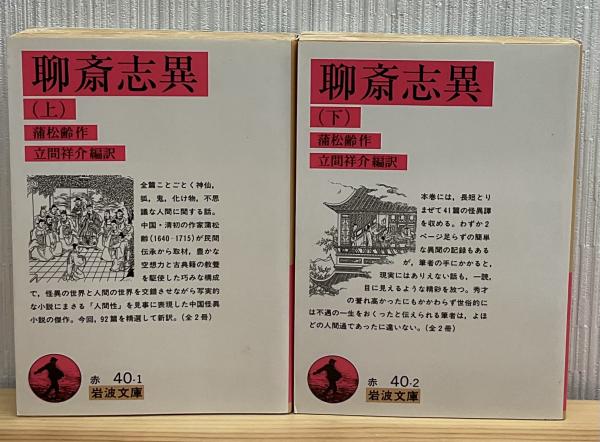 聊斎志異
(上)
蒲松齢作
立間祥介編訳
全篇ことごとく神仙,
狐,鬼,化け物,不思
議な人間に関する話。
中国・清初の作家蒲松
齢(1640-1715)が民間
伝承から取材,豊かな
空想力と古典籍の教養
を駆使した巧みな構成
で,怪異の世界と人間の世界を交錯させながら写実的
な小説にまさる「人間性」を見事に表現した中国怪異
小説の傑作。今回,92篇を精選して新訳。(全2冊)
赤 40-1
岩波文庫
聊斎志異
(下)
蒲松齢作
立間祥介編訳
本巻には,長短とり
まぜて41篇の怪異譚
を収める。わずか2
ページ足らずの簡単
な異聞の記録もある
が,筆者の手にかかると,
現実にはありえない話も,一読,
目に見えるような精彩を放つ。秀才
の誉れ高かったにもかかわらず世俗的に
は不遇の一生をおくったと伝えられる筆者は,よほ
どの人間通であったに違いない。(全2冊)
赤 40-2
岩波文庫